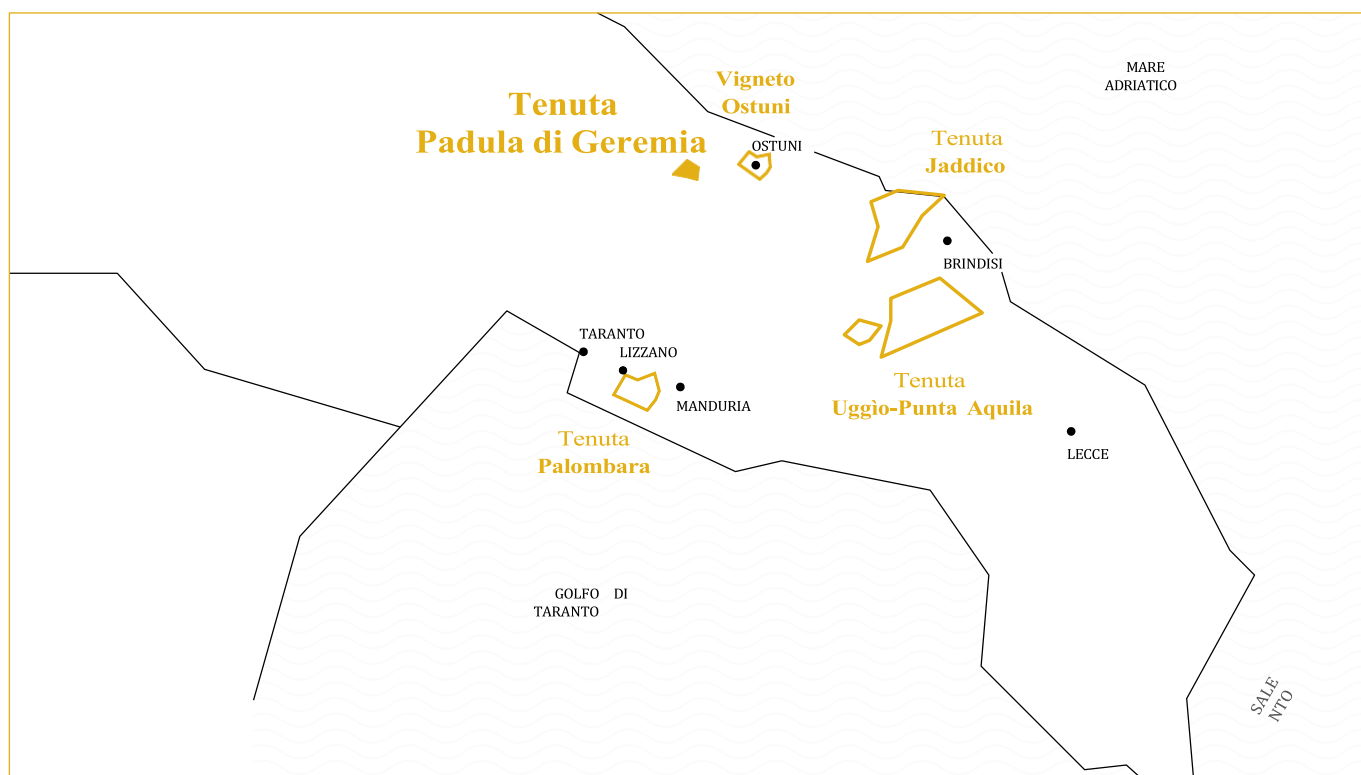 MARE
ADRIATICO
Vigneto
Ostuni
Tenuta
Padula di Geremia
OSTUNI
Tenuta
Jaddico
BRINDISI
TARANTO
LIZZANO
MANDURIA
Tenuta
Uggìo-Punta Aquila
Tenuta
Palombara
LECCE
GOLFO DI
TARANTO
SALE
NTO